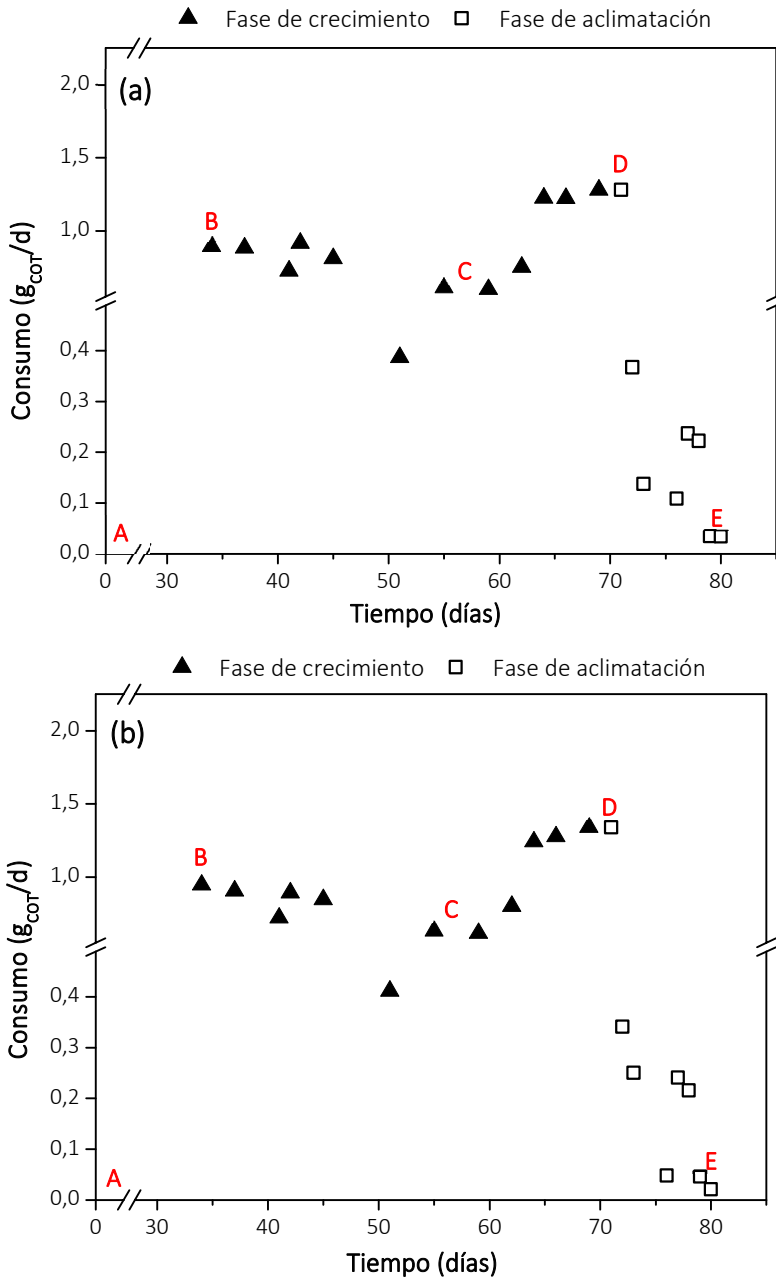 ▲ Fase de crecimiento □ Fase de aclimatación
(a)
2,0
1,5
1,0
0,4
0,3
0,2
0,1
0,0
Consumo (gCOT/d)
A
B
C
D
E
0 30 40 50 60 70 80
Tiempo (días)
▲ Fase de crecimiento □ Fase de aclimatación
(b)
2,0
1,5
1,0
0,4
0,3
0,2
0,1
0,0
Consumo (gCOT/d)
A
B
C
D
E
0 30 40 50 60 70 80
Tiempo (días)